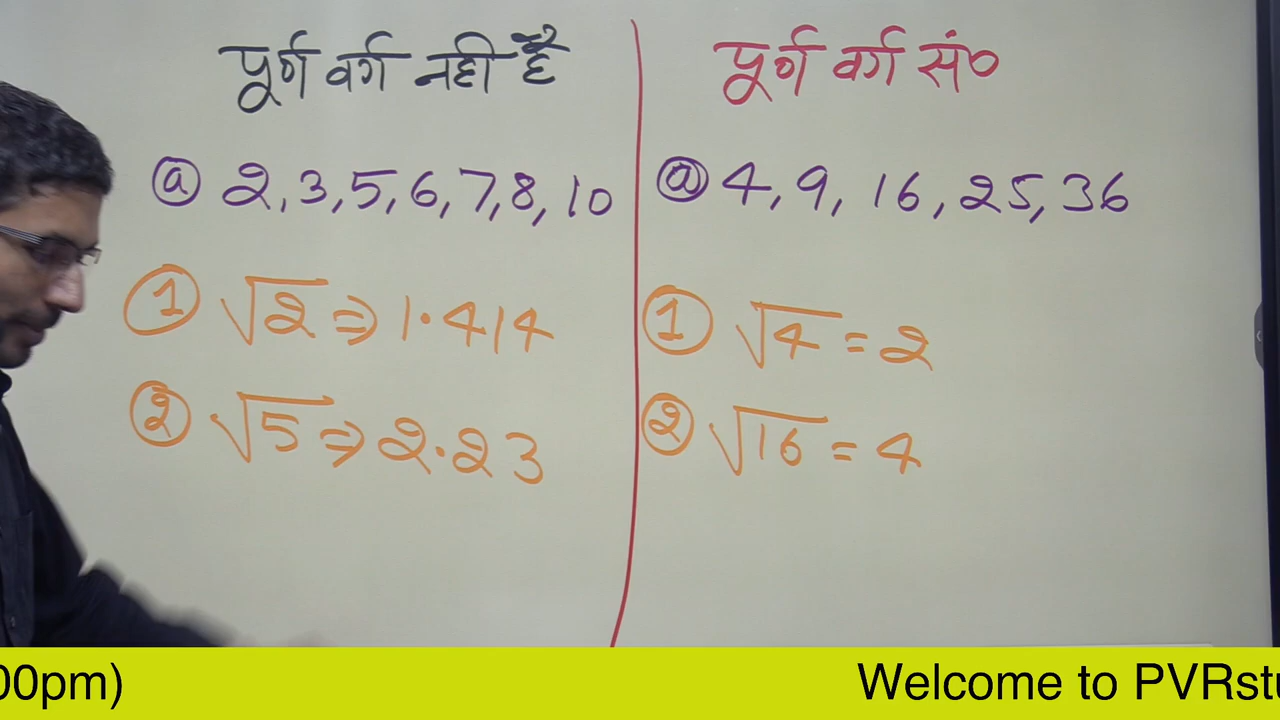 पूर्ण वर्ग नही है
ⓐ 2, 3, 5, 6, 7, 8, 10
① √2 ⇒ 1.414
② √5 ⇒ 2.23
पूर्ण वर्ग सं०
ⓐ 4, 9, 16, 25, 36
① √4 = 2
② √16 = 4
00pm) Welcome to PVRstu